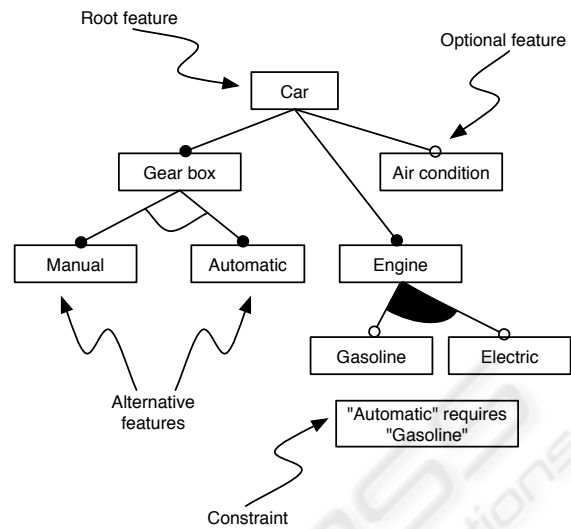 Root feature
Optional feature
Car
Gear box
Air condition
Manual
Automatic
Engine
Gasoline
Electric
Alternative
features
"Automatic" requires
"Gasoline"
Constraint